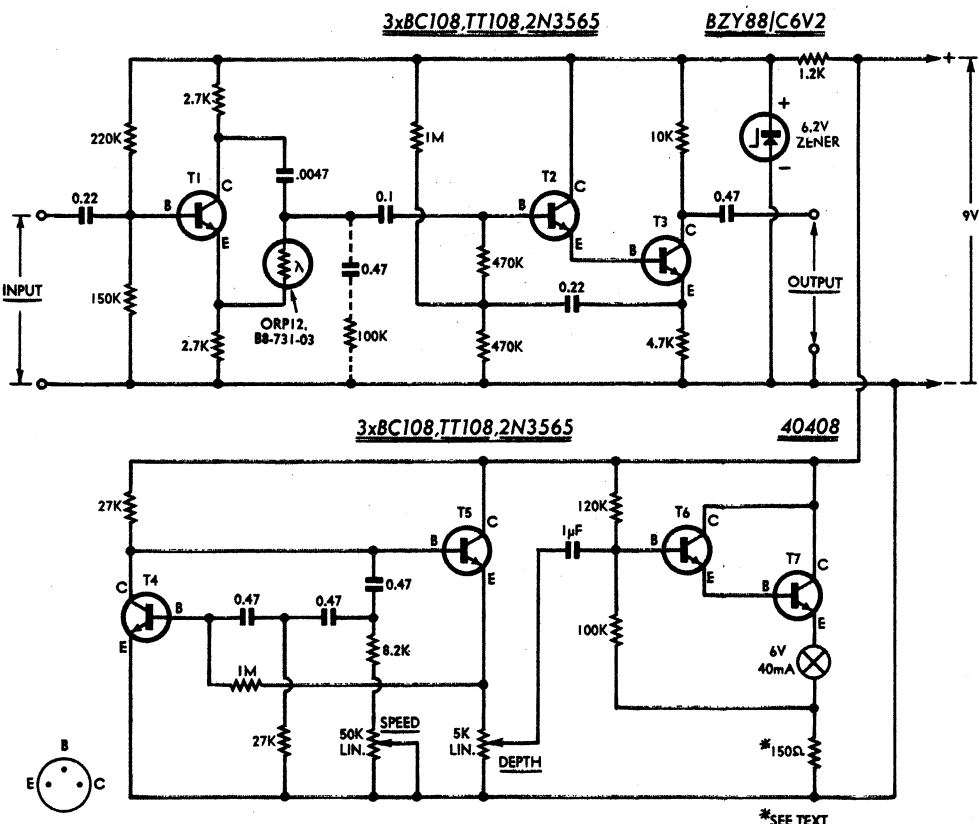 3xBC108,TT108,2N3565
BZY88/C6V2
+
1.2K
2.7K
220K
1M
10K
+
6.2V
ZENER
-
T1
C
.0047
T2
C
0.22
B
0.1
B
T3
0.47
C
9V
E
E
B
λ
0.47
470K
E
INPUT
150K
0.22
OUTPUT
ORP12,
B8-731-03
2.7K
100K
470K
4.7K
-
3xBC108,TT108,2N3565
40408
27K
T5
C
120K
T6
C
1µF
B
B
T7
C
C
T4
0.47
E
E
B
0.47
0.47
B
E
E
8.2K
100K
6V
40mA
1M
SPEED
27K
50K
LIN.
5K
LIN.
DEPTH
*150Ω
B
E
C
*SEE TEXT